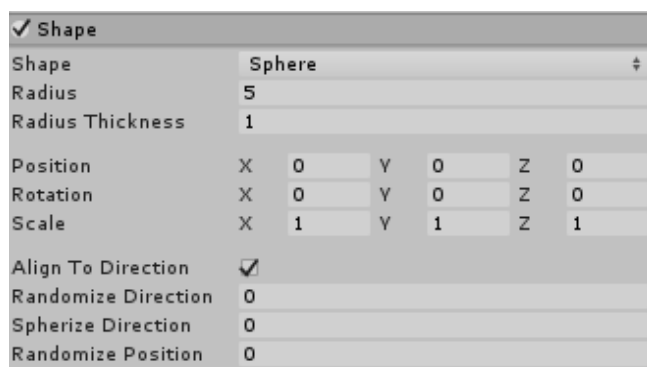 Shape
Shape Sphere
Radius 5
Radius Thickness 1
Position X 0 Y 0 Z 0
Rotation X 0 Y 0 Z 0
Scale X 1 Y 1 Z 1
Align To Direction
Randomize Direction 0
Spherize Direction 0
Randomize Position 0